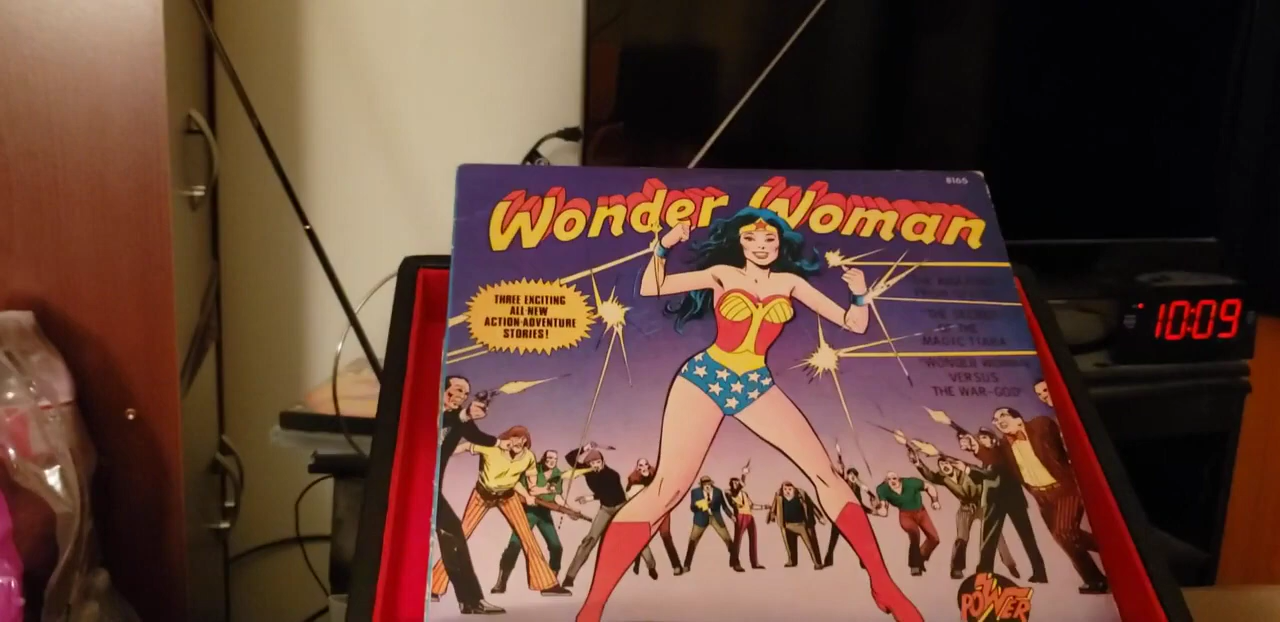 8165
Wonder Woman
THREE EXCITING
ALL-NEW
ACTION-ADVENTURE
STORIES!
"THE SECRET
OF THE
MAGIC TIARA"
"WONDER WOMAN
VERSUS
THE WAR-GOD"
10:09
POWER